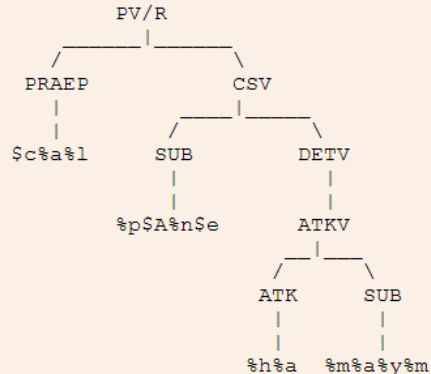 PV/R
PRAEP CSV
$c%a%l SUB DETV
%p$A%n$e ATKV
ATK SUB
%h%a %m%a%y%m